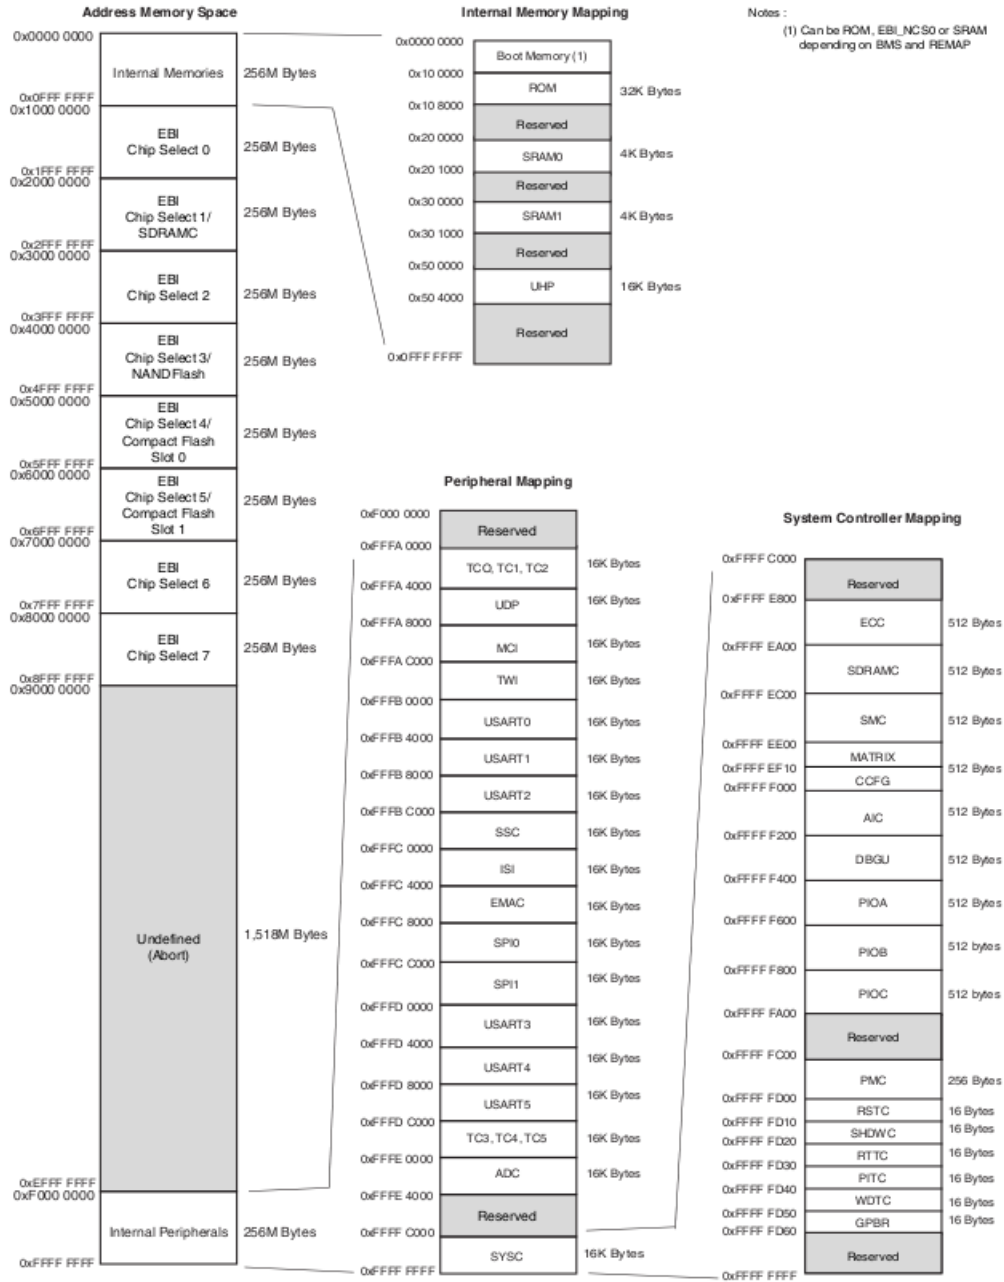 Address Memory Space
0x0000 0000
Internal Memories
256M Bytes
0x0FFF FFFF
0x1000 0000
EBI
Chip Select 0
256M Bytes
0x1FFF FFFF
0x2000 0000
EBI
Chip Select 1/
SDRAMC
256M Bytes
0x2FFF FFFF
0x3000 0000
EBI
Chip Select 2
256M Bytes
0x3FFF FFFF
0x4000 0000
EBI
Chip Select 3/
NANDFlash
256M Bytes
0x4FFF FFFF
0x5000 0000
EBI
Chip Select 4/
Compact Flash
Slot 0
256M Bytes
0x5FFF FFFF
0x6000 0000
EBI
Chip Select 5/
Compact Flash
Slot 1
256M Bytes
0x6FFF FFFF
0x7000 0000
EBI
Chip Select 6
256M Bytes
0x7FFF FFFF
0x8000 0000
EBI
Chip Select 7
256M Bytes
0x8FFF FFFF
0x9000 0000
Undefined
(Abort)
1,518M Bytes
0xEFFF FFFF
0xF000 0000
Internal Peripherals
256M Bytes
0xFFFF FFFF
Internal Memory Mapping
0x0000 0000
Boot Memory (1)
0x10 0000
ROM
32K Bytes
0x10 8000
Reserved
0x20 0000
SRAM0
4K Bytes
0x20 1000
Reserved
0x30 0000
SRAM1
4K Bytes
0x30 1000
Reserved
0x50 0000
UHP
16K Bytes
0x50 4000
Reserved
0x0FFF FFFF
Notes :
(1) Can be ROM, EBI_NCS0 or SRAM
depending on BMS and REMAP
Peripheral Mapping
0xF000 0000
Reserved
0xFFFA 0000
TCO, TC1, TC2
16K Bytes
0xFFFA 4000
UDP
16K Bytes
0xFFFA 8000
MCI
16K Bytes
0xFFFA C000
TWI
16K Bytes
0xFFFB 0000
USART0
16K Bytes
0xFFFB 4000
USART1
16K Bytes
0xFFFB 8000
USART2
16K Bytes
0xFFFB C000
SSC
16K Bytes
0xFFFC 0000
ISI
16K Bytes
0xFFFC 4000
EMAC
16K Bytes
0xFFFC 8000
SPI0
16K Bytes
0xFFFC C000
SPI1
16K Bytes
0xFFFD 0000
USART3
16K Bytes
0xFFFD 4000
USART4
16K Bytes
0xFFFD 8000
USART5
16K Bytes
0xFFFD C000
TC3, TC4, TC5
16K Bytes
0xFFFE 0000
ADC
16K Bytes
0xFFFE 4000
Reserved
0xFFFF C000
SYSC
16K Bytes
0xFFFF FFFF
System Controller Mapping
0xFFFF C000
Reserved
0xFFFF E800
ECC
512 Bytes
0xFFFF EA00
SDRAMC
512 Bytes
0xFFFF EC00
SMC
512 Bytes
0xFFFF EE00
MATRIX
0xFFFF EF10
512 Bytes
CCFG
0xFFFF F000
AIC
512 Bytes
0xFFFF F200
DBGU
512 Bytes
0xFFFF F400
PIOA
512 Bytes
0xFFFF F600
PIOB
512 bytes
0xFFFF F800
PIOC
512 bytes
0xFFFF FA00
Reserved
0xFFFF FC00
PMC
256 Bytes
0xFFFF FD00
RSTC
16 Bytes
0xFFFF FD10
SHDWC
16 Bytes
0xFFFF FD20
RTTC
16 Bytes
0xFFFF FD30
PITC
16 Bytes
0xFFFF FD40
WDTC
16 Bytes
0xFFFF FD50
GPBR
16 Bytes
0xFFFF FD60
Reserved
0xFFFF FFFF